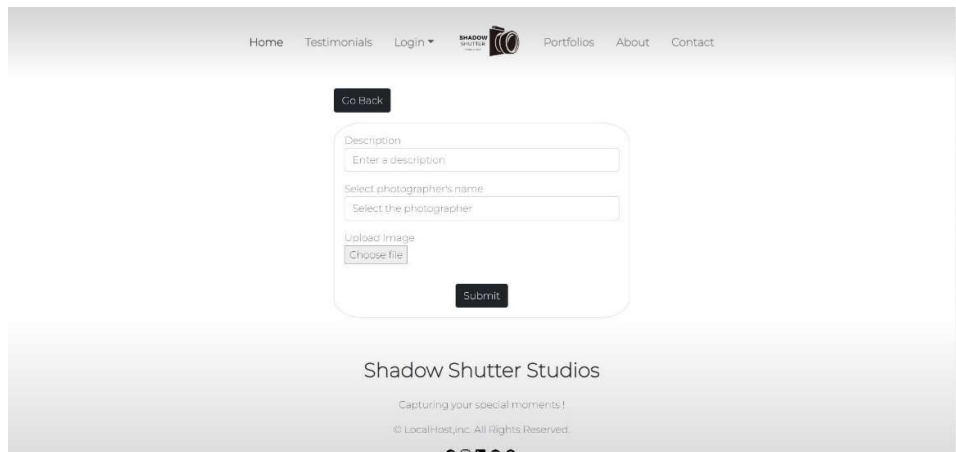 Home Testimonials Login SHADOW SHUTTER Portfolios About Contact
Go Back
Description
Enter a description
Select photographer's name
Select the photographer
Upload Image
Choose file
Submit
Shadow Shutter Studios
Capturing your special moments !
© LocalHost,inc. All Rights Reserved.